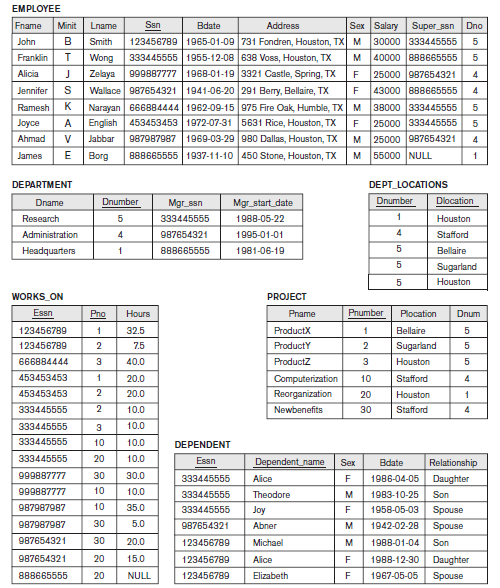 EMPLOYEE
Fname Minit Lname Ssn Bdate Address Sex Salary Super_ssn Dno
John B Smith 123456789 1965-01-09 731 Fondren, Houston, TX M 30000 333445555 5
Franklin T Wong 333445555 1955-12-08 638 Voss, Houston, TX M 40000 888665555 5
Alicia J Zelaya 999887777 1968-01-19 3321 Castle, Spring, TX F 25000 987654321 4
Jennifer S Wallace 987654321 1941-06-20 291 Berry, Bellaire, TX F 43000 888665555 4
Ramesh K Narayan 666884444 1962-09-15 975 Fire Oak, Humble, TX M 38000 333445555 5
Joyce A English 453453453 1972-07-31 5631 Rice, Houston, TX F 25000 333445555 5
Ahmad V Jabbar 987987987 1969-03-29 980 Dallas, Houston, TX M 25000 987654321 4
James E Borg 888665555 1937-11-10 450 Stone, Houston, TX M 55000 NULL 1
DEPARTMENT
Dname Dnumber Mgr_ssn Mgr_start_date
Research 5 333445555 1988-05-22
Administration 4 987654321 1995-01-01
Headquarters 1 888665555 1981-06-19
DEPT_LOCATIONS
Dnumber Dlocation
1 Houston
4 Stafford
5 Bellaire
5 Sugarland
5 Houston
WORKS_ON
Essn Pno Hours
123456789 1 32.5
123456789 2 7.5
666884444 3 40.0
453453453 1 20.0
453453453 2 20.0
333445555 2 10.0
333445555 3 10.0
333445555 10 10.0
333445555 20 10.0
999887777 30 30.0
999887777 10 10.0
987987987 10 35.0
987987987 30 5.0
987654321 30 20.0
987654321 20 15.0
888665555 20 NULL
PROJECT
Pname Pnumber Plocation Dnum
ProductX 1 Bellaire 5
ProductY 2 Sugarland 5
ProductZ 3 Houston 5
Computerization 10 Stafford 4
Reorganization 20 Houston 1
Newbenefits 30 Stafford 4
DEPENDENT
Essn Dependent_name Sex Bdate Relationship
333445555 Alice F 1986-04-05 Daughter
333445555 Theodore M 1983-10-25 Son
333445555 Joy F 1958-05-03 Spouse
987654321 Abner M 1942-02-28 Spouse
123456789 Michael M 1988-01-04 Son
123456789 Alice F 1988-12-30 Daughter
123456789 Elizabeth F 1967-05-05 Spouse